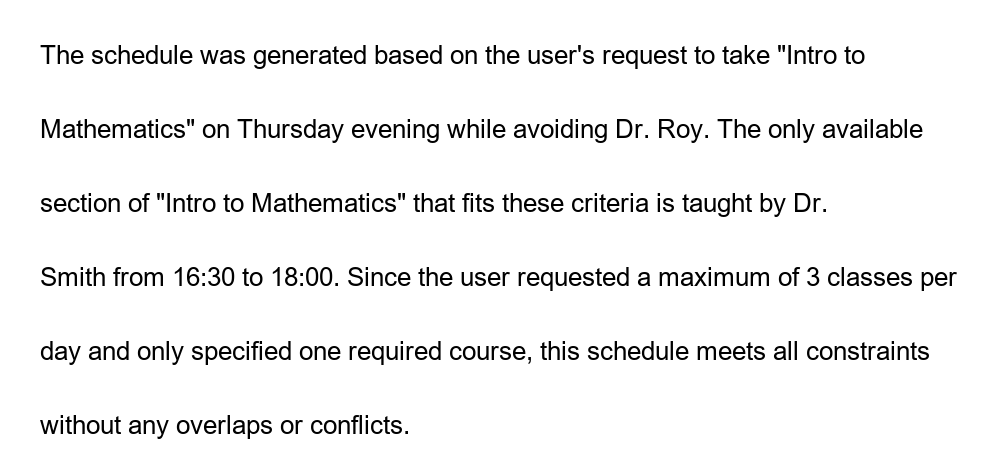 The schedule was generated based on the user's request to take "Intro to
Mathematics" on Thursday evening while avoiding Dr. Roy. The only available
section of "Intro to Mathematics" that fits these criteria is taught by Dr.
Smith from 16:30 to 18:00. Since the user requested a maximum of 3 classes per
day and only specified one required course, this schedule meets all constraints
without any overlaps or conflicts.